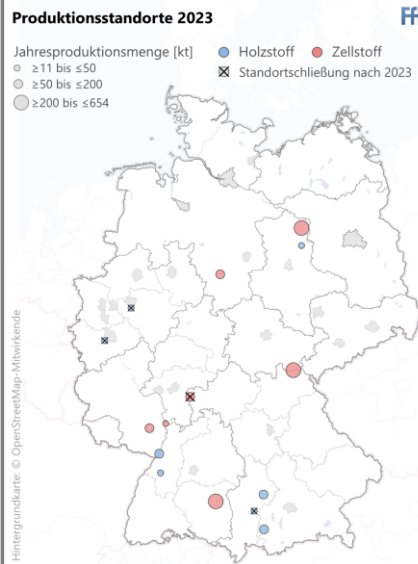 Produktionsstandorte 2023
Jahresproduktionsmenge [kt]
≥11 bis ≤50
≥50 bis ≤200
≥200 bis ≤654
Holzstoff
Zellstoff
Standortschließung nach 2023
Hintergrundkarte: © OpenStreetMap-Mitwirkende